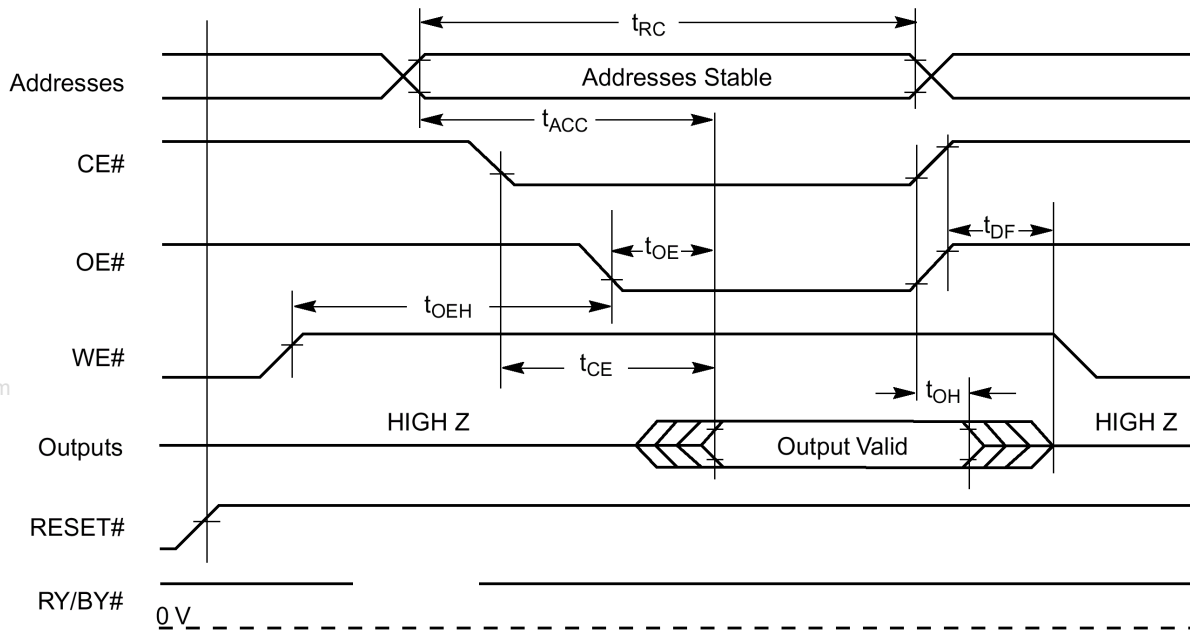 tRC
Addresses
Addresses Stable
tACC
CE#
tDF
tOE
OE#
tOEH
WE#
tCE
m
tOH
HIGH Z
HIGH Z
Outputs
Output Valid
RESET#
RY/BY#
0 V